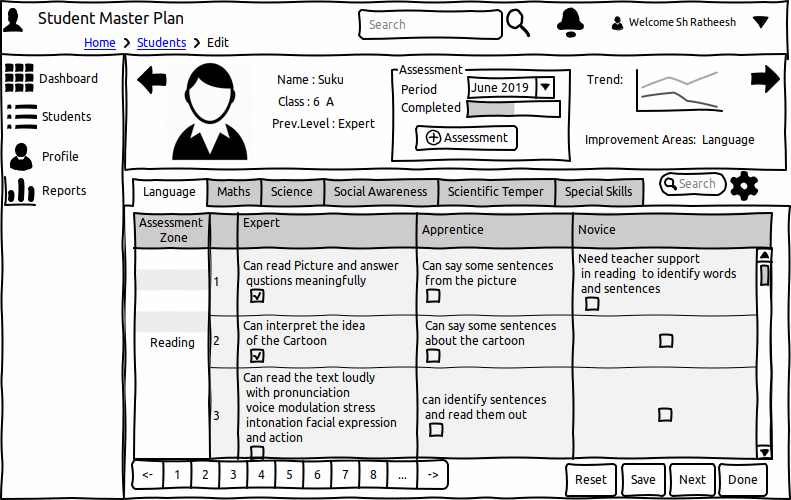 Student Master Plan
Search
Welcome Sh Ratheesh
Home > Students > Edit
Dashboard
Students
Profile
Reports
Name : Suku
Class : 6 A
Prev.Level : Expert
Assessment
Period
June 2019
Completed
Assessment
Trend:
Improvement Areas: Language
Language
Maths
Science
Social Awareness
Scientific Temper
Special Skills
Search
Assessment
Zone
Expert
Apprentice
Novice
Reading
1
Can read Picture and answer
qustions meaningfully
Can say some sentences
from the picture
Need teacher support
in reading to identify words
and sentences
2
Can interpret the idea
of the Cartoon
Can say some sentences
about the cartoon
3
Can read the text loudly
with pronunciation
voice modulation stress
intonation facial expression
and action
can identify sentences
and read them out
<- 1 2 3 4 5 6 7 8 ... ->
Reset
Save
Next
Done